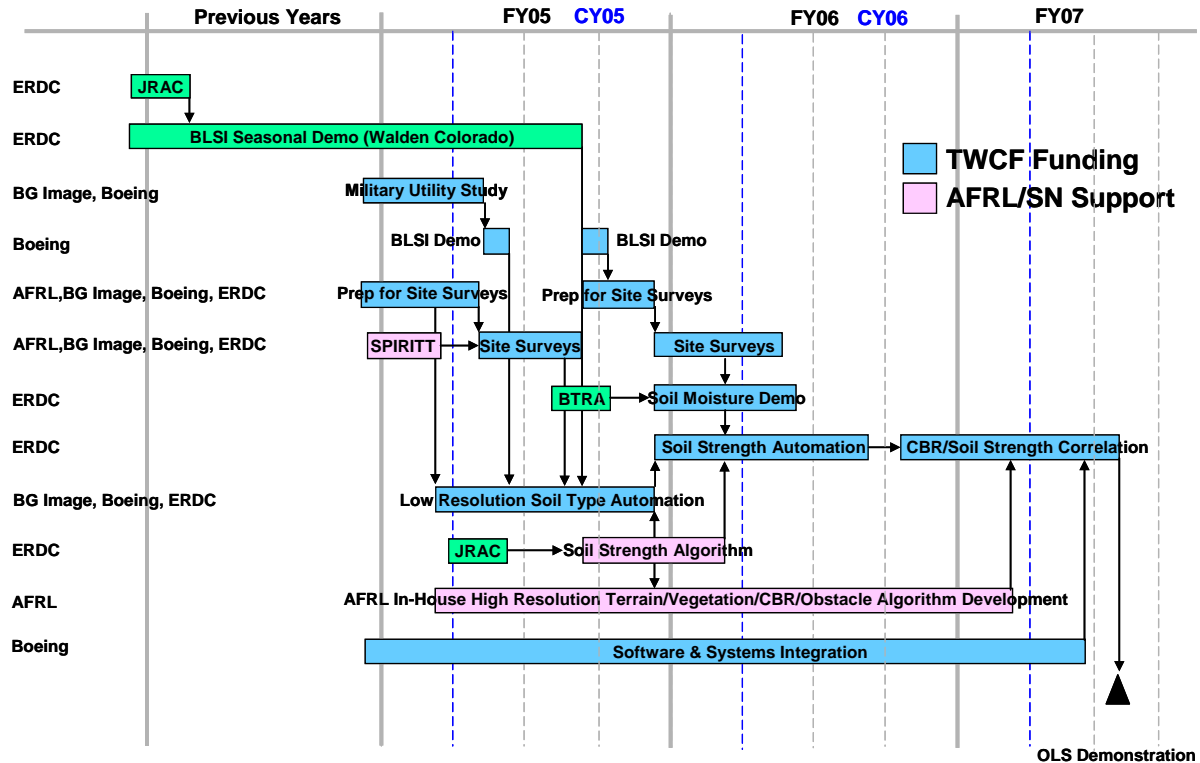 Previous Years FY05 CY05 FY06 CY06 FY07
ERDC JRAC
ERDC BLSI Seasonal Demo (Walden Colorado)
TWCF Funding
AFRL/SN Support
BG Image, Boeing Military Utility Study
Boeing BLSI Demo BLSI Demo
AFRL,BG Image, Boeing, ERDC Prep for Site Surveys Prep for Site Surveys
AFRL,BG Image, Boeing, ERDC SPIRITT Site Surveys Site Surveys
ERDC BTRA Soil Moisture Demo
ERDC Soil Strength Automation CBR/Soil Strength Correlation
BG Image, Boeing, ERDC Low Resolution Soil Type Automation
ERDC JRAC Soil Strength Algorithm
AFRL AFRL In-House High Resolution Terrain/Vegetation/CBR/Obstacle Algorithm Development
Boeing Software & Systems Integration
OLS Demonstration